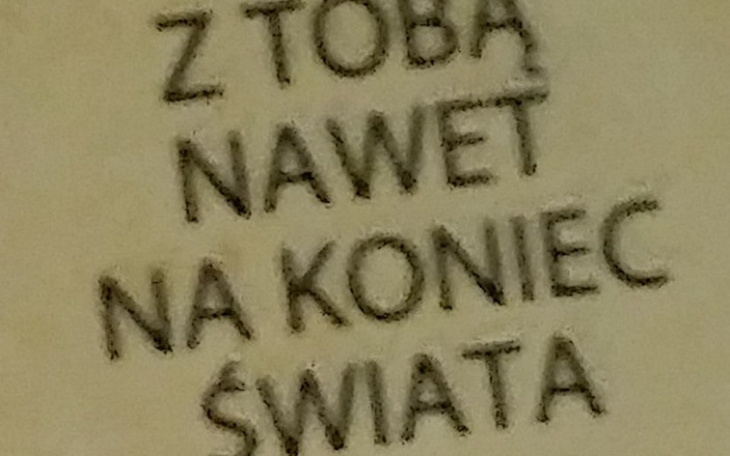 Z TOBĄ
NAWET
NA KONIEC
ŚWIATA